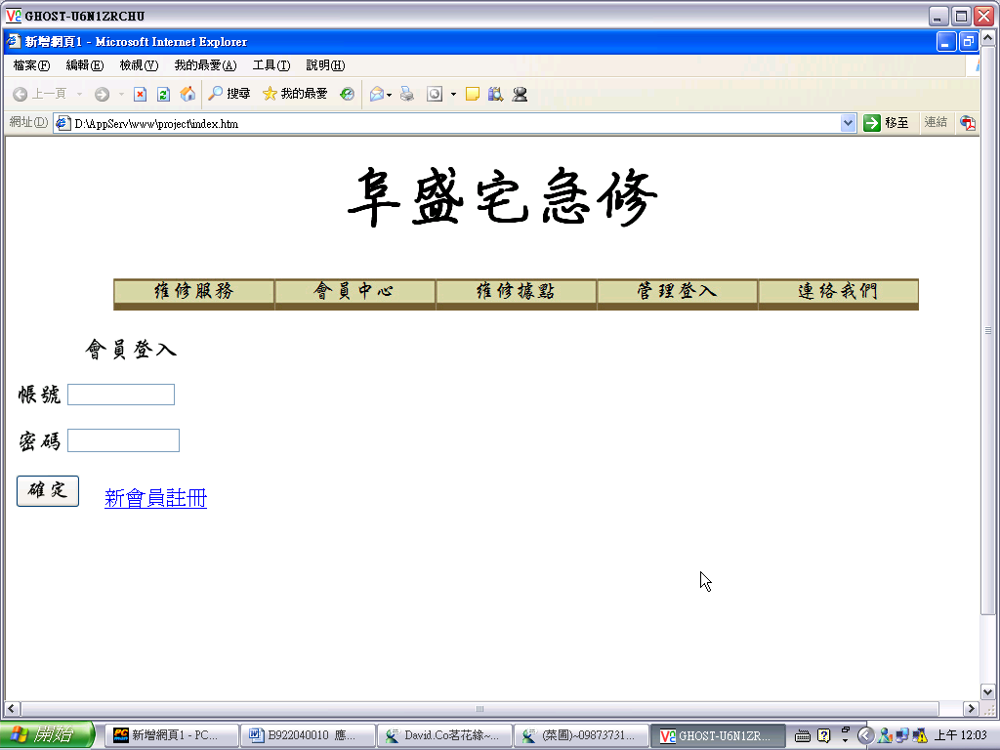 GHOST-U6N1ZRCHU
新增網頁1 - Microsoft Internet Explorer
檔案(F) 編輯(E) 檢視(V) 我的最愛(A) 工具(T) 說明(H)
上一頁 搜尋 我的最愛
網址(D) D:\AppServ\www\project\index.htm 移至 連結
阜盛宅急修
維修服務 會員中心 維修據點 管理登入 連絡我們
會員登入
帳號
密碼
確定 新會員註冊
開始 新增網頁1 - PC... B922040010 應... David.Co茗花緣~... (菜圃)~09873731... GHOST-U6N1ZR... 上午 12:03